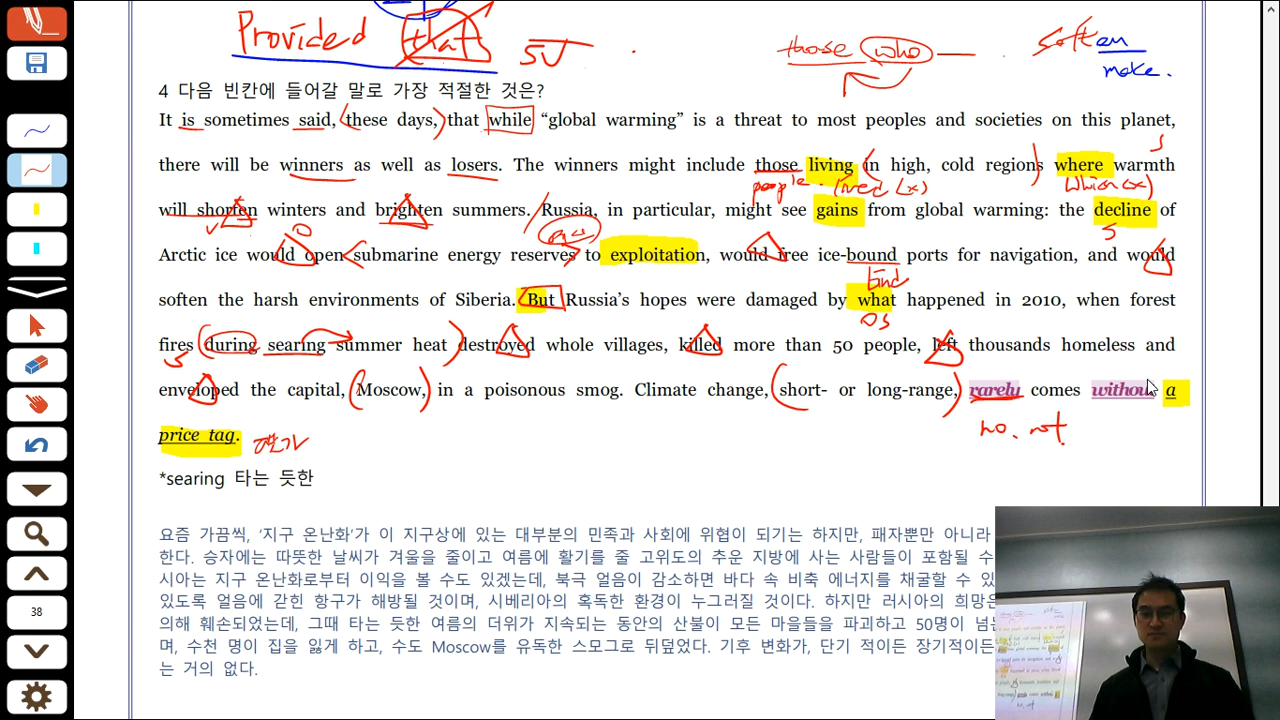 Provided that SV
those who
soften
make.
4 다음 빈칸에 들어갈 말로 가장 적절한 것은?
It is sometimes said, these days, that while “global warming” is a threat to most peoples and societies on this planet,
S
there will be winners as well as losers. The winners might include those living in high, cold regions where warmth
people. lived (x) which (x)
will shorten winters and brighten summers. Russia, in particular, might see gains from global warming: the decline of
S
Arctic ice would open submarine energy reserves to exploitation, would free ice-bound ports for navigation, and would
bind
soften the harsh environments of Siberia. But Russia’s hopes were damaged by what happened in 2010, when forest
fires during searing summer heat destroyed whole villages, killed more than 50 people, left thousands homeless and
S
enveloped the capital, Moscow, in a poisonous smog. Climate change, short- or long-range, rarely comes without a
no. not
price tag.
*searing 타는 듯한
요즘 가끔씩, ‘지구 온난화’가 이 지구상에 있는 대부분의 민족과 사회에 위협이 되기는 하지만, 패자뿐만 아니라
한다. 승자에는 따뜻한 날씨가 겨울을 줄이고 여름에 활기를 줄 고위도의 추운 지방에 사는 사람들이 포함될 수
시아는 지구 온난화로부터 이익을 볼 수도 있겠는데, 북극 얼음이 감소하면 바다 속 비축 에너지를 채굴할 수 있
있도록 얼음에 갇힌 항구가 해방될 것이며, 시베리아의 혹독한 환경이 누그러질 것이다. 하지만 러시아의 희망은
의해 훼손되었는데, 그때 타는 듯한 여름의 더위가 지속되는 동안의 산불이 모든 마을들을 파괴하고 50명이 넘는
며, 수천 명이 집을 잃게 하고, 수도 Moscow를 유독한 스모그로 뒤덮었다. 기후 변화가, 단기 적이든 장기적이든
는 거의 없다.
38